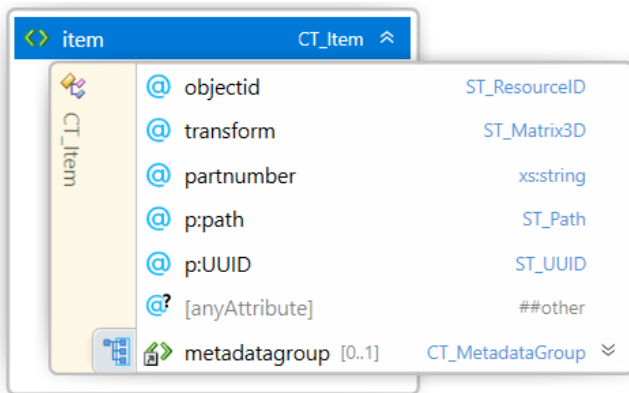 item CT_Item
CT_Item
@ objectid ST_ResourceID
@ transform ST_Matrix3D
@ partnumber xs:string
@ p:path ST_Path
@ p:UUID ST_UUID
@? [anyAttribute] ##other
metadatagroup [0..1] CT_MetadataGroup